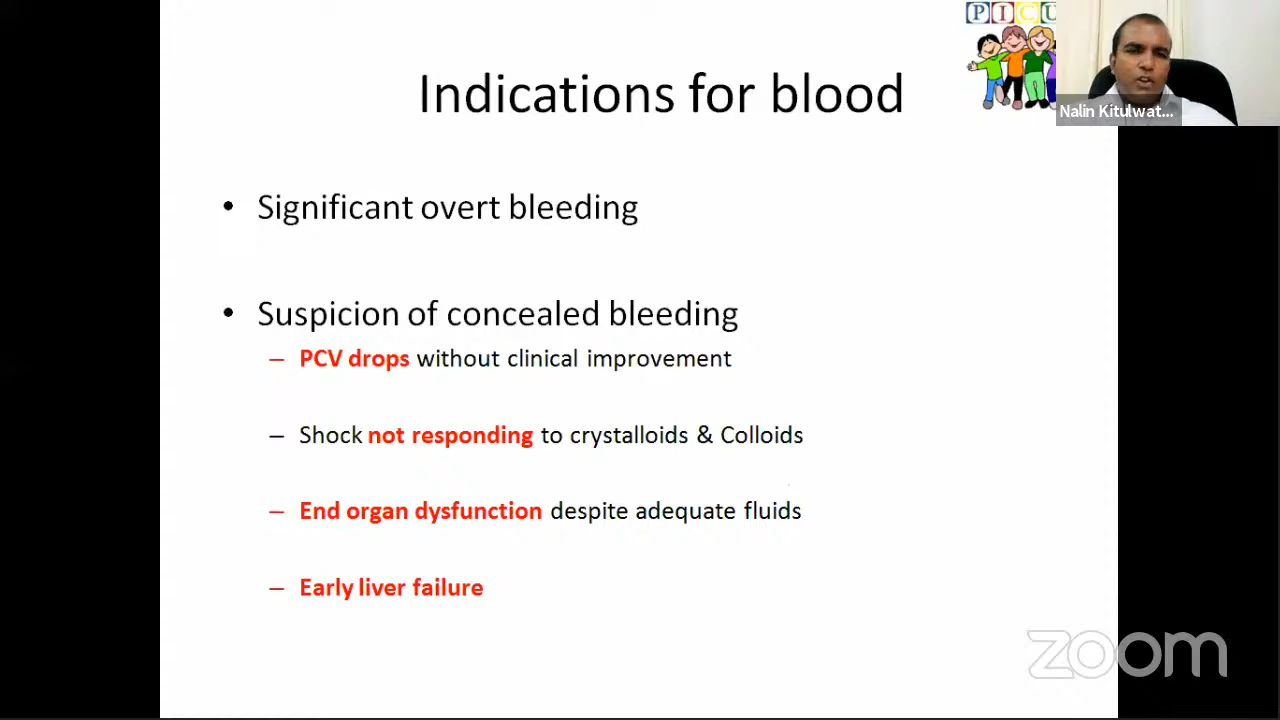 PICU
Indications for blood
Nalin Kitulwat...
• Significant overt bleeding
• Suspicion of concealed bleeding
– PCV drops without clinical improvement
– Shock not responding to crystalloids & Colloids
– End organ dysfunction despite adequate fluids
– Early liver failure
zoom